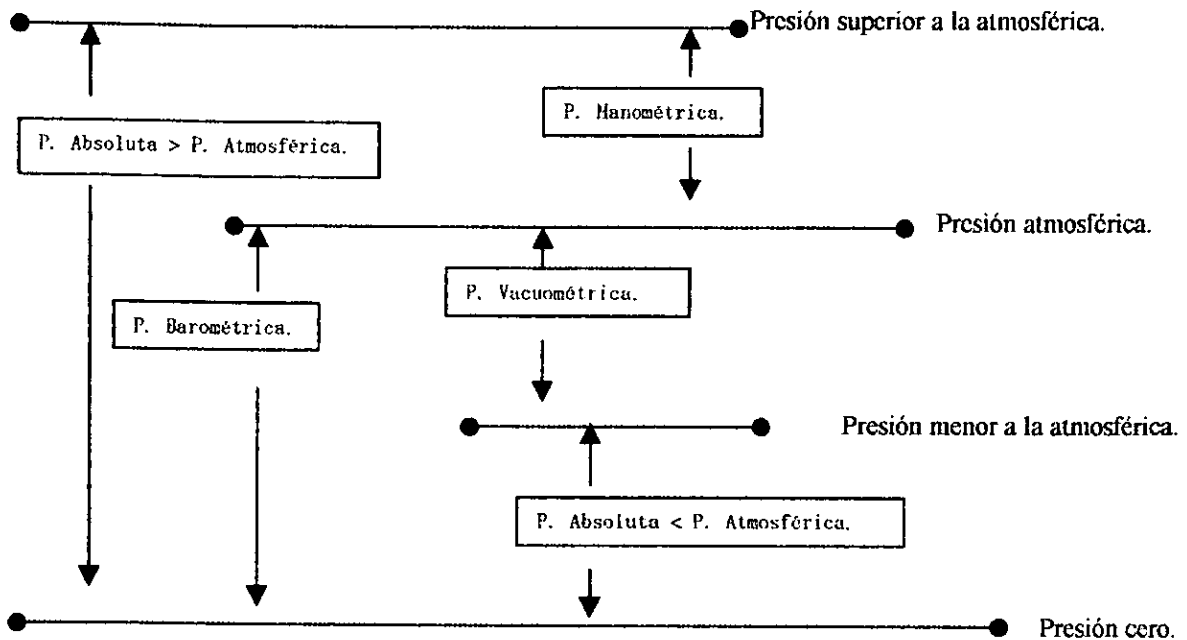 Presión superior a la atmosférica.
P. Manométrica.
P. Absoluta > P. Atmosférica.
Presión atmosférica.
P. Vacuométrica.
P. Barométrica.
Presión menor a la atmosférica.
P. Absoluta < P. Atmosférica.
Presión cero.